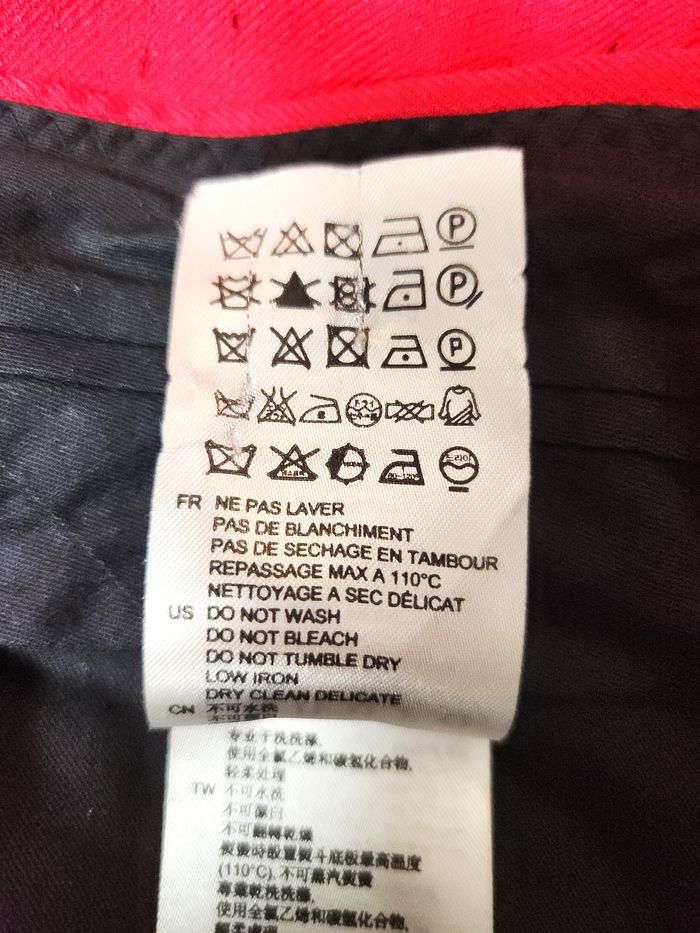 P
P
P
FR NE PAS LAVER
PAS DE BLANCHIMENT
PAS DE SECHAGE EN TAMBOUR
REPASSAGE MAX A 110°C
NETTOYAGE A SEC DÉLICAT
US DO NOT WASH
DO NOT BLEACH
DO NOT TUMBLE DRY
LOW IRON
DRY CLEAN DELICATE
CN 不可水洗
专业干洗洗涤,
使用全氯乙烯和碳氢化合物,
轻柔处理
TW 不可水洗
不可漂白
不可翻轉乾燥
熨燙時設置熨斗底板最高溫度
(110°C),不可蒸汽熨燙
專業乾洗洗滌,
使用全氯乙烯和碳氫化合物,